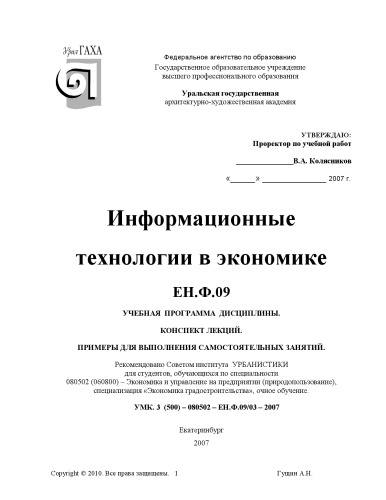 Урал ГАХА
Федеральное агентство по образованию
Государственное образовательное учреждение
высшего профессионального образования
Уральская государственная
архитектурно-художественная академия
УТВЕРЖДАЮ:
Проректор по учебной работ
_______________В.А. Колясников
«______» _________________ 2007 г.
Информационные
технологии в экономике
ЕН.Ф.09
УЧЕБНАЯ ПРОГРАММА ДИСЦИПЛИНЫ.
КОНСПЕКТ ЛЕКЦИЙ.
ПРИМЕРЫ ДЛЯ ВЫПОЛНЕНИЯ САМОСТОЯТЕЛЬНЫХ ЗАНЯТИЙ.
Рекомендовано Советом института УРБАНИСТИКИ
для студентов, обучающихся по специальности
080502 (060800) – Экономика и управление на предприятии (природопользование),
специализация «Экономика градостроительства», очное обучение.
УМК. 3 (500) – 080502 – ЕН.Ф.09/03 – 2007
Екатеринбург
2007
Copyright © 2010. Все права защищены. 1 Гущин А.Н.